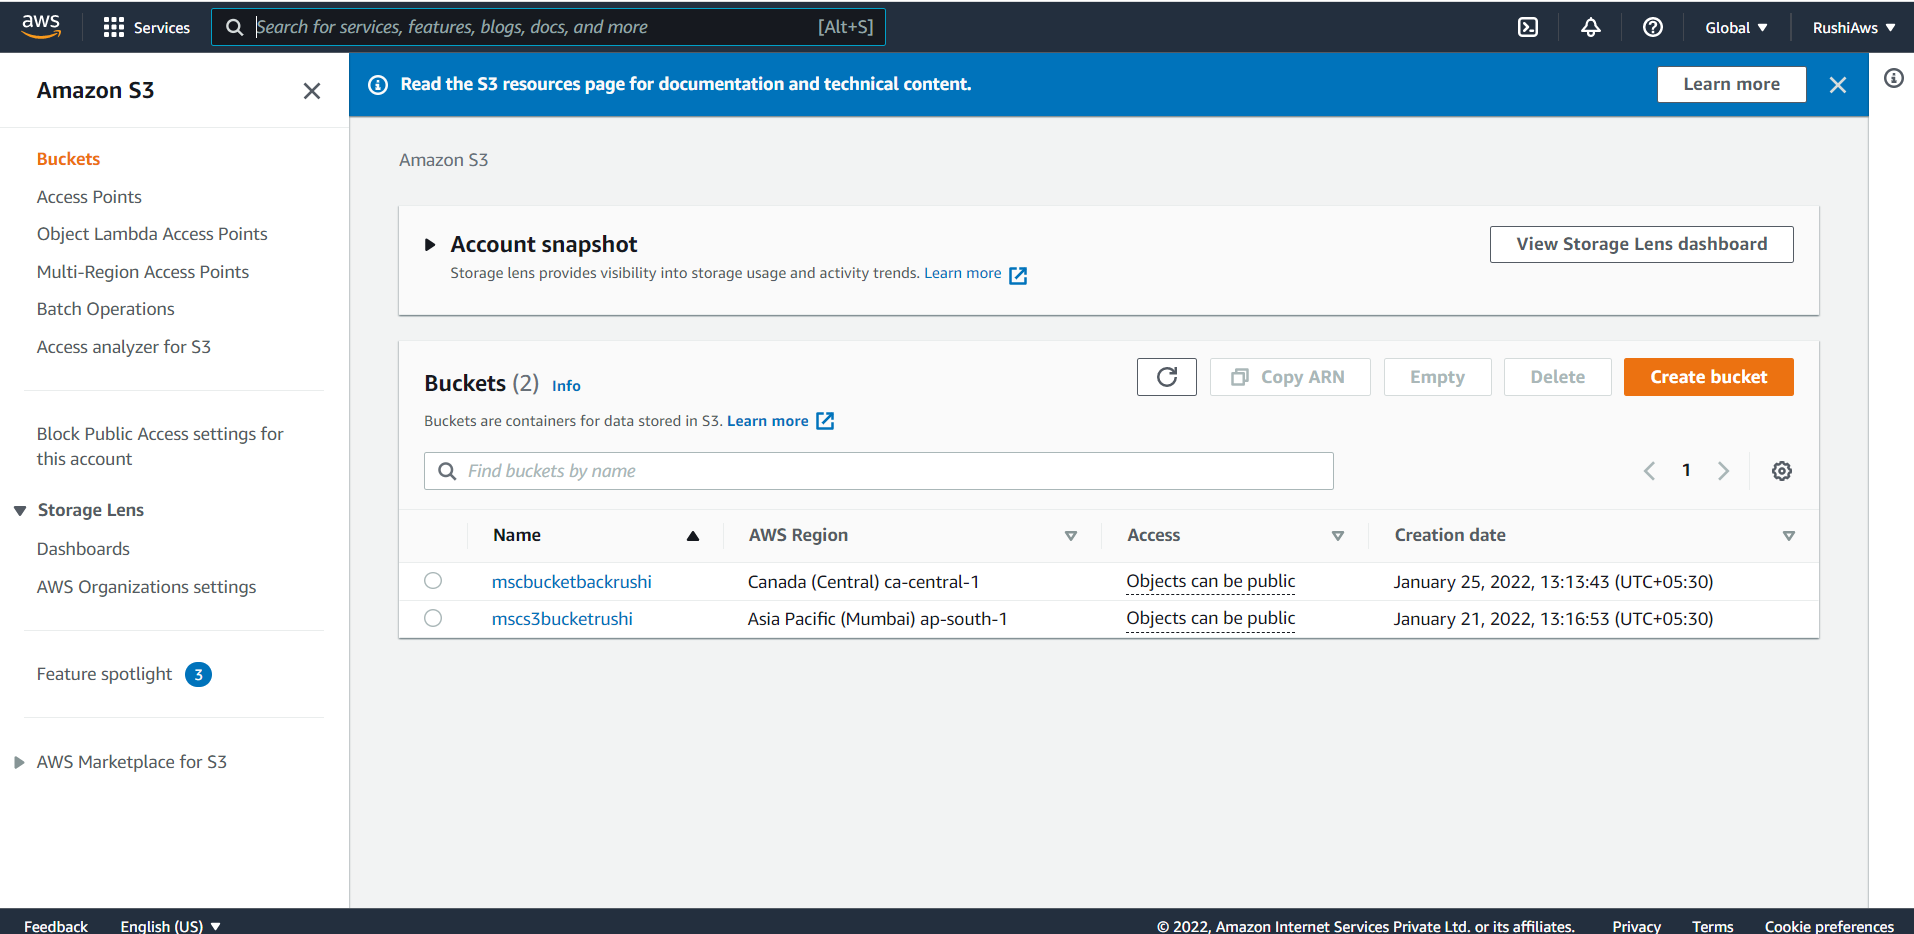 aws
Services
Search for services, features, blogs, docs, and more [Alt+S]
Global
RushiAws
Amazon S3
Buckets
Access Points
Object Lambda Access Points
Multi-Region Access Points
Batch Operations
Access analyzer for S3
Block Public Access settings for
this account
Storage Lens
Dashboards
AWS Organizations settings
Feature spotlight 3
AWS Marketplace for S3
Read the S3 resources page for documentation and technical content.
Learn more
Amazon S3
Account snapshot
View Storage Lens dashboard
Storage lens provides visibility into storage usage and activity trends. Learn more
Buckets (2) Info
Copy ARN
Empty
Delete
Create bucket
Buckets are containers for data stored in S3. Learn more
Find buckets by name
1
Name AWS Region Access Creation date
mscbucketbackrushi Canada (Central) ca-central-1 Objects can be public January 25, 2022, 13:13:43 (UTC+05:30)
mscs3bucketrushi Asia Pacific (Mumbai) ap-south-1 Objects can be public January 21, 2022, 13:16:53 (UTC+05:30)
Feedback English (US) © 2022, Amazon Internet Services Private Ltd. or its affiliates. Privacy Terms Cookie preferences